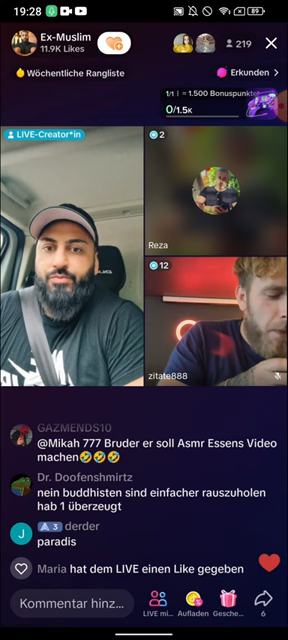 19:28
89
Ex-Muslim
11.9K Likes
219
Wöchentliche Rangliste
Erkunden >
1/1 = 1.500 Bonuspunkte
0/1.5K
LIVE-Creator*in
2
Reza
12
zitate888
GAZMENDS10
@Mikah 777 Bruder er soll Asmr Essens Video
machen🤣🤣🤣
Dr. Doofenshmirtz
nein buddhisten sind einfacher rauszuholen
hab 1 überzeugt
J
3 derder
paradis
Maria hat dem LIVE einen Like gegeben
Kommentar hinz...
LIVE mi...
Aufladen
Gesche...
6